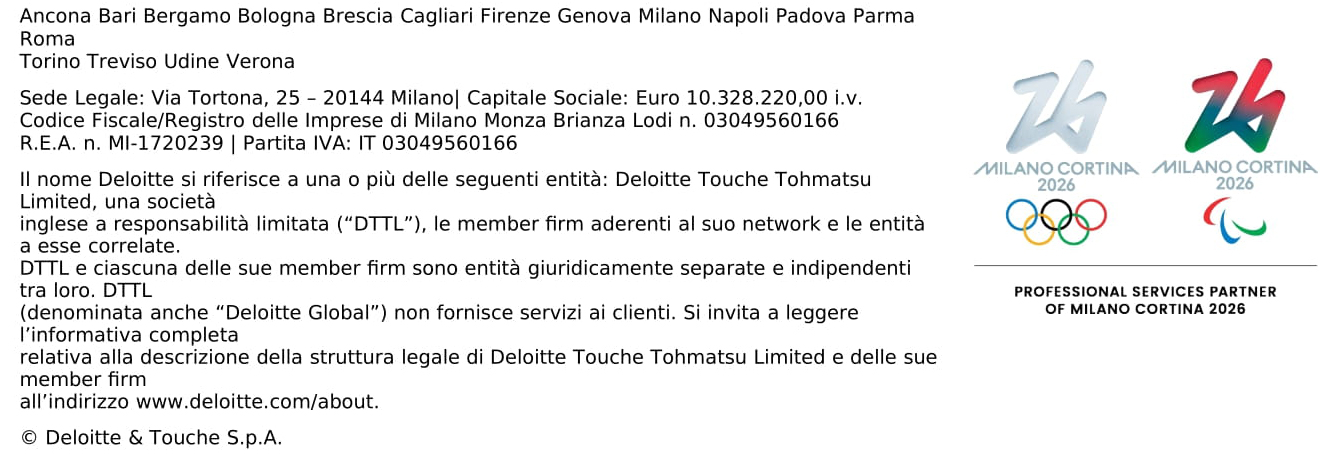 Ancona Bari Bergamo Bologna Brescia Cagliari Firenze Genova Milano Napoli Padova Parma
Roma
Torino Treviso Udine Verona
Sede Legale: Via Tortona, 25 – 20144 Milano| Capitale Sociale: Euro 10.328.220,00 i.v.
Codice Fiscale/Registro delle Imprese di Milano Monza Brianza Lodi n. 03049560166
R.E.A. n. MI-1720239 | Partita IVA: IT 03049560166
Il nome Deloitte si riferisce a una o più delle seguenti entità: Deloitte Touche Tohmatsu
Limited, una società
inglese a responsabilità limitata (“DTTL”), le member firm aderenti al suo network e le entità
a esse correlate.
DTTL e ciascuna delle sue member firm sono entità giuridicamente separate e indipendenti
tra loro. DTTL
(denominata anche “Deloitte Global”) non fornisce servizi ai clienti. Si invita a leggere
l’informativa completa
relativa alla descrizione della struttura legale di Deloitte Touche Tohmatsu Limited e delle sue
member firm
all’indirizzo www.deloitte.com/about.
© Deloitte & Touche S.p.A.
26
MILANO CORTINA
2026
26
MILANO CORTINA
2026
PROFESSIONAL SERVICES PARTNER
OF MILANO CORTINA 2026